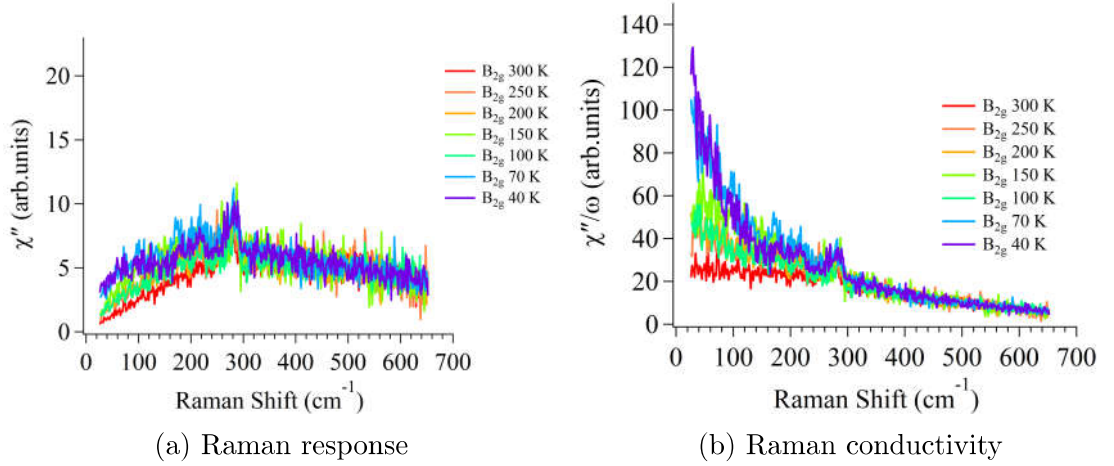 20
15
10
5
0
χ″ (arb.units)
0 100 200 300 400 500 600 700
Raman Shift (cm⁻¹)
B₂g 300 K
B₂g 250 K
B₂g 200 K
B₂g 150 K
B₂g 100 K
B₂g 70 K
B₂g 40 K
(a) Raman response
140
120
100
80
60
40
20
0
χ″/ω (arb.units)
0 100 200 300 400 500 600 700
Raman Shift (cm⁻¹)
B₂g 300 K
B₂g 250 K
B₂g 200 K
B₂g 150 K
B₂g 100 K
B₂g 70 K
B₂g 40 K
(b) Raman conductivity